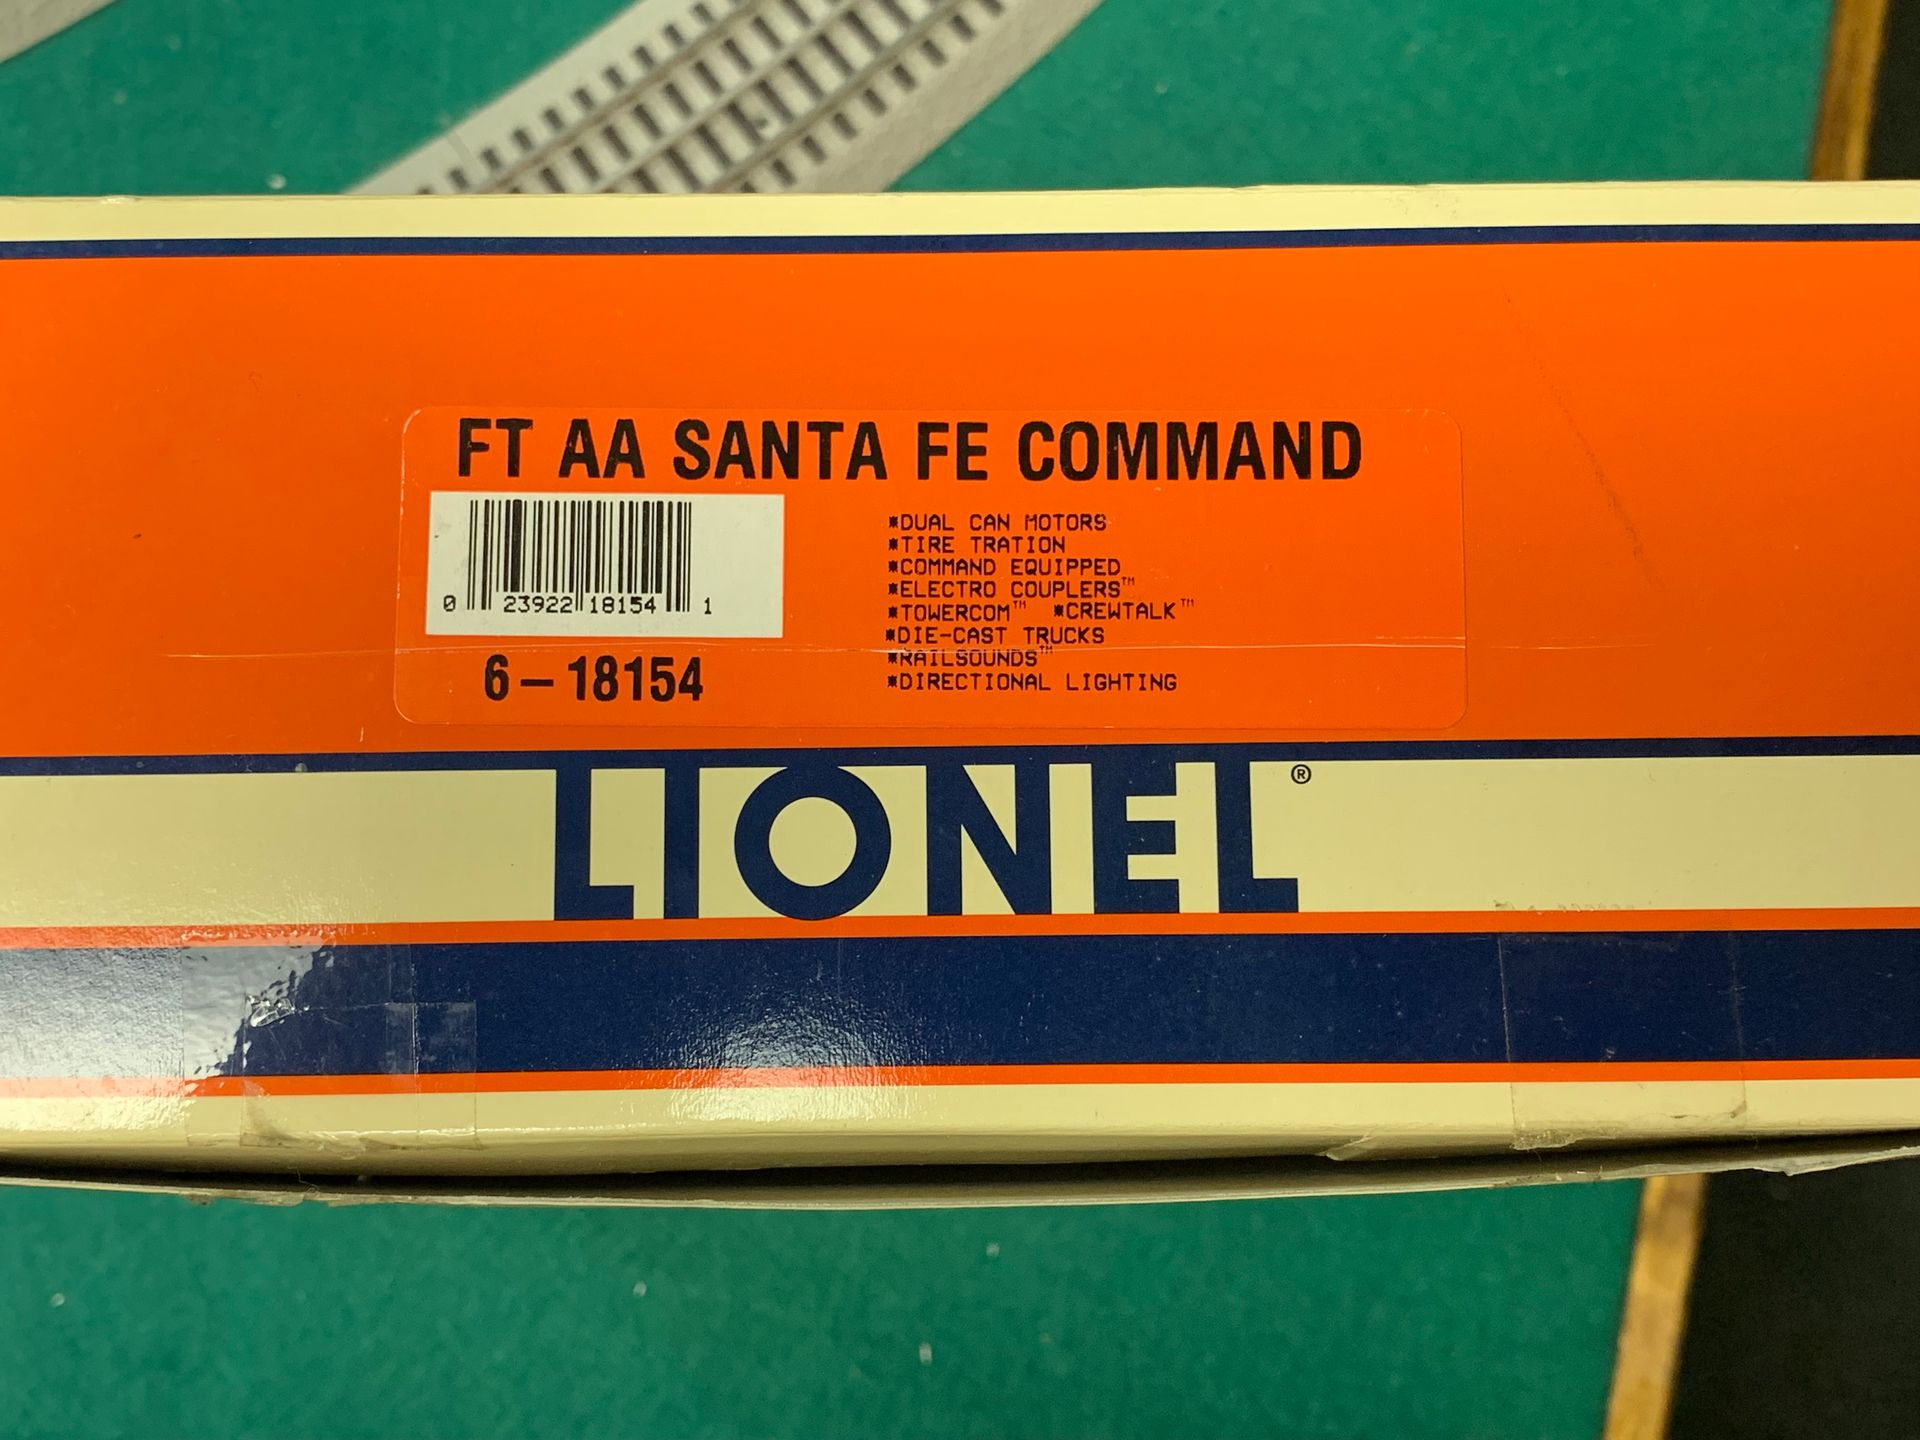 FT AA SANTA FE COMMAND
*DUAL CAN MOTORS
*TIRE TRATION
*COMMAND EQUIPPED
*ELECTRO COUPLERS™
*TOWERCOM™ *CREWTALK™
*DIE-CAST TRUCKS
*RAILSOUNDS™
*DIRECTIONAL LIGHTING
0 23922 18154 1
6-18154
LIONEL®